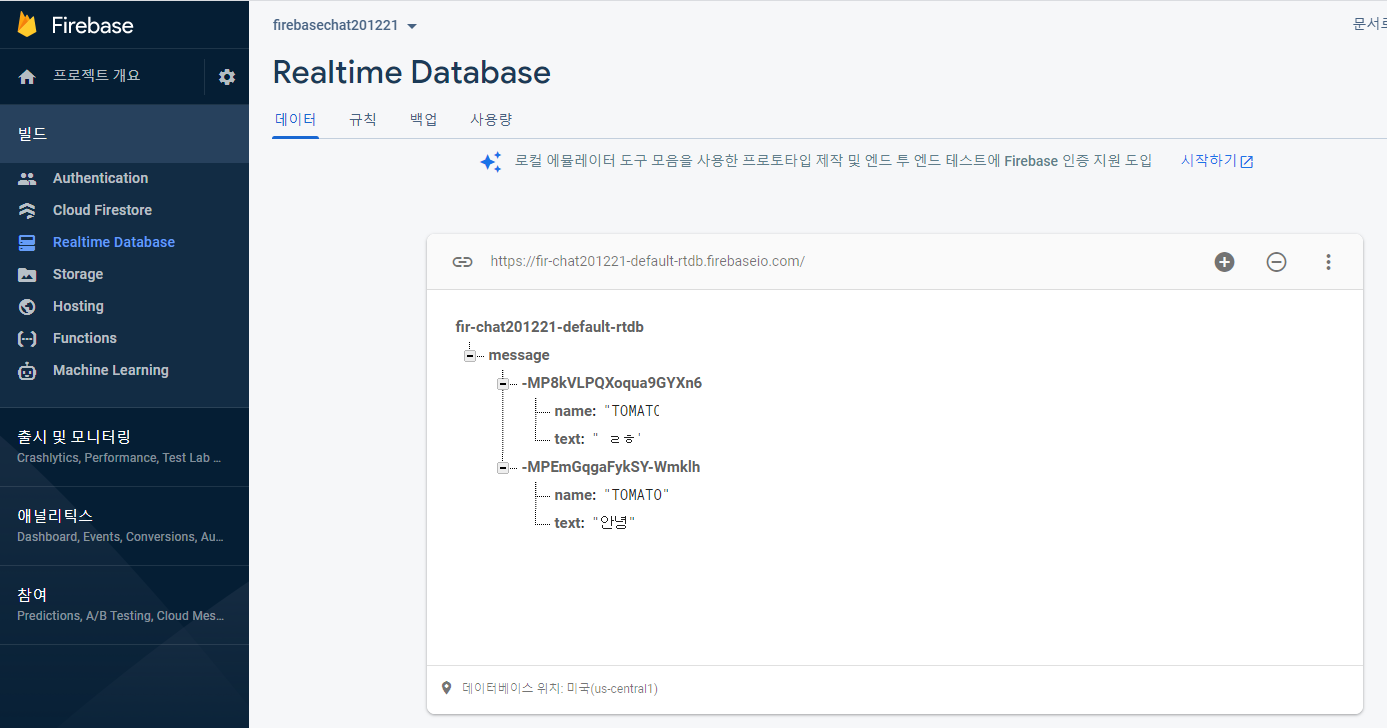 Firebase
프로젝트 개요
빌드
Authentication
Cloud Firestore
Realtime Database
Storage
Hosting
Functions
Machine Learning
출시 및 모니터링
Crashlytics, Performance, Test Lab ...
애널리틱스
Dashboard, Events, Conversions, Au...
참여
Predictions, A/B Testing, Cloud Mes...
firebasechat201221
문서로
Realtime Database
데이터 규칙 백업 사용량
로컬 에뮬레이터 도구 모음을 사용한 프로토타입 제작 및 엔드 투 엔드 테스트에 Firebase 인증 지원 도입 시작하기
https://fir-chat201221-default-rtdb.firebaseio.com/
fir-chat201221-default-rtdb
message
-MP8kVLPQXoqua9GYXn6
name: "TOMATO
text: " ㄹㅎ"
-MPEmGqgaFykSY-Wmklh
name: "TOMATO"
text: "안녕"
데이터베이스 위치: 미국(us-central1)